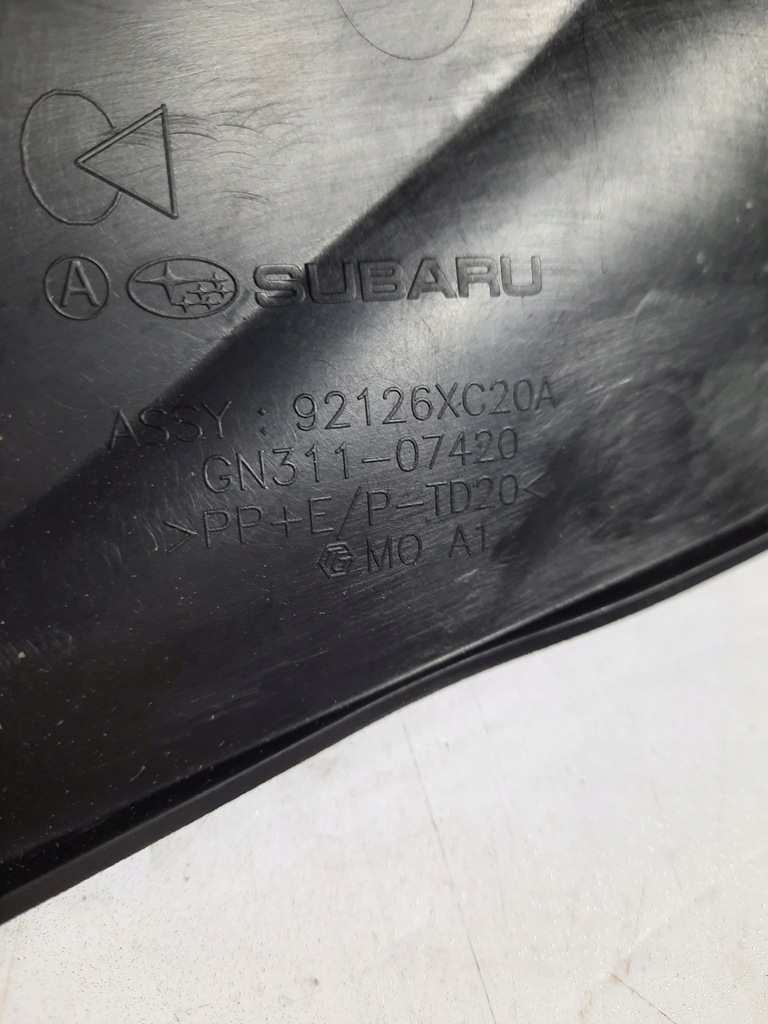 A SUBARU
ASSY : 92126XC20A
GN311-07420
>PP+E/P-TD20<
G MO A1